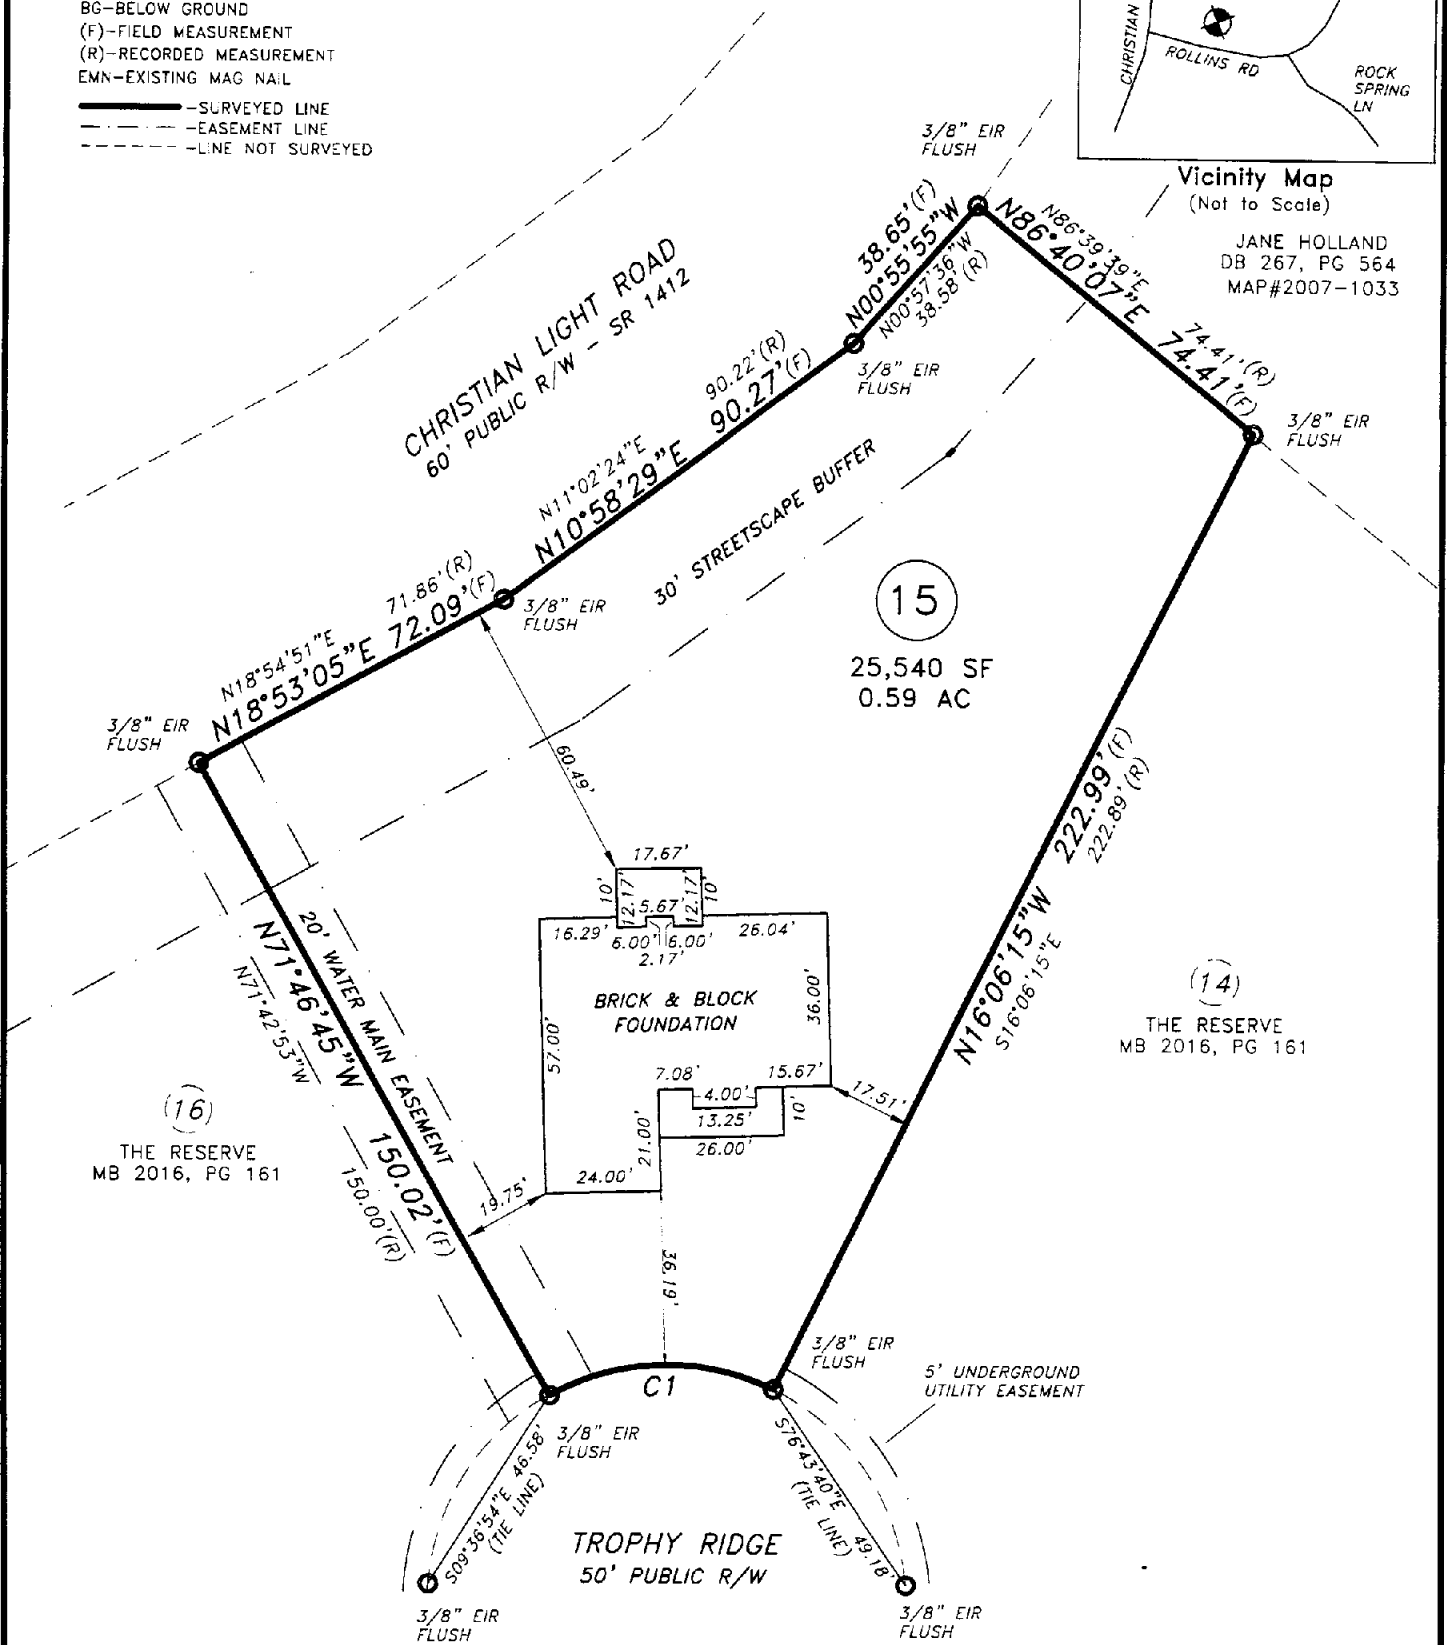 BG-BELOW GROUND
(F)-FIELD MEASUREMENT
(R)-RECORDED MEASUREMENT
EMN-EXISTING MAG NAIL
-SURVEYED LINE
-EASEMENT LINE
-LINE NOT SURVEYED
CHRISTIAN
ROLLINS RD
ROCK
SPRING
LN
Vicinity Map
(Not to Scale)
JANE HOLLAND
DB 267, PG 564
MAP#2007-1033
3/8" EIR
FLUSH
38.65'(F)
N00°55'55"W
N00°57'36"W
38.58'(R)
N86°39'39"E
N86°40'07"E
74.41'(R)
74.41'(F)
3/8" EIR
FLUSH
3/8" EIR
FLUSH
CHRISTIAN LIGHT ROAD
60' PUBLIC R/W - SR 1412
90.22'(R)
90.27'(F)
N11°02'24"E
N10°58'29"E
30' STREETSCAPE BUFFER
71.86'(R)
72.09'(F)
3/8" EIR
FLUSH
N18°54'51"E
N18°53'05"E
3/8" EIR
FLUSH
15
25,540 SF
0.59 AC
60.49'
222.99'(F)
222.89'(R)
N16°06'15"W
S16°06'15"E
17.67'
10'
12.17'
5.67'
12.17'
10'
16.29'
6.00'
6.00'
26.04'
2.17'
BRICK & BLOCK
FOUNDATION
57.00'
36.00'
7.08'
15.67'
4.00'
13.25'
10'
26.00'
21.00'
24.00'
17.51'
19.75'
36.19'
20' WATER MAIN EASEMENT
N71°46'45"W
N71°42'53"W
150.02'(F)
150.00'(R)
(16)
THE RESERVE
MB 2016, PG 161
(14)
THE RESERVE
MB 2016, PG 161
C1
3/8" EIR
FLUSH
5' UNDERGROUND
UTILITY EASEMENT
3/8" EIR
FLUSH
S09°36'54"E 46.58'
(TIE LINE)
S76°43'40"E
(TIE LINE)
49.18'
TROPHY RIDGE
50' PUBLIC R/W
3/8" EIR
FLUSH
3/8" EIR
FLUSH